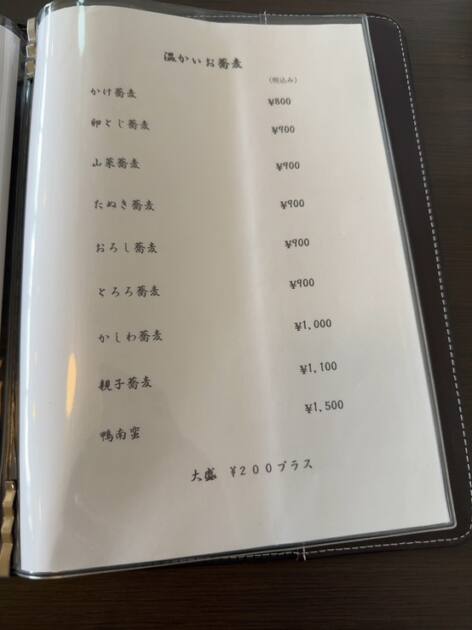 温かいお蕎麦
（税込み）
かけ蕎麦 ¥800
卵とじ蕎麦 ¥900
山菜蕎麦 ¥900
たぬき蕎麦 ¥900
おろし蕎麦 ¥900
とろろ蕎麦 ¥900
かしわ蕎麦 ¥1,000
親子蕎麦 ¥1,100
鴨南蛮 ¥1,500
大盛 ¥200プラス